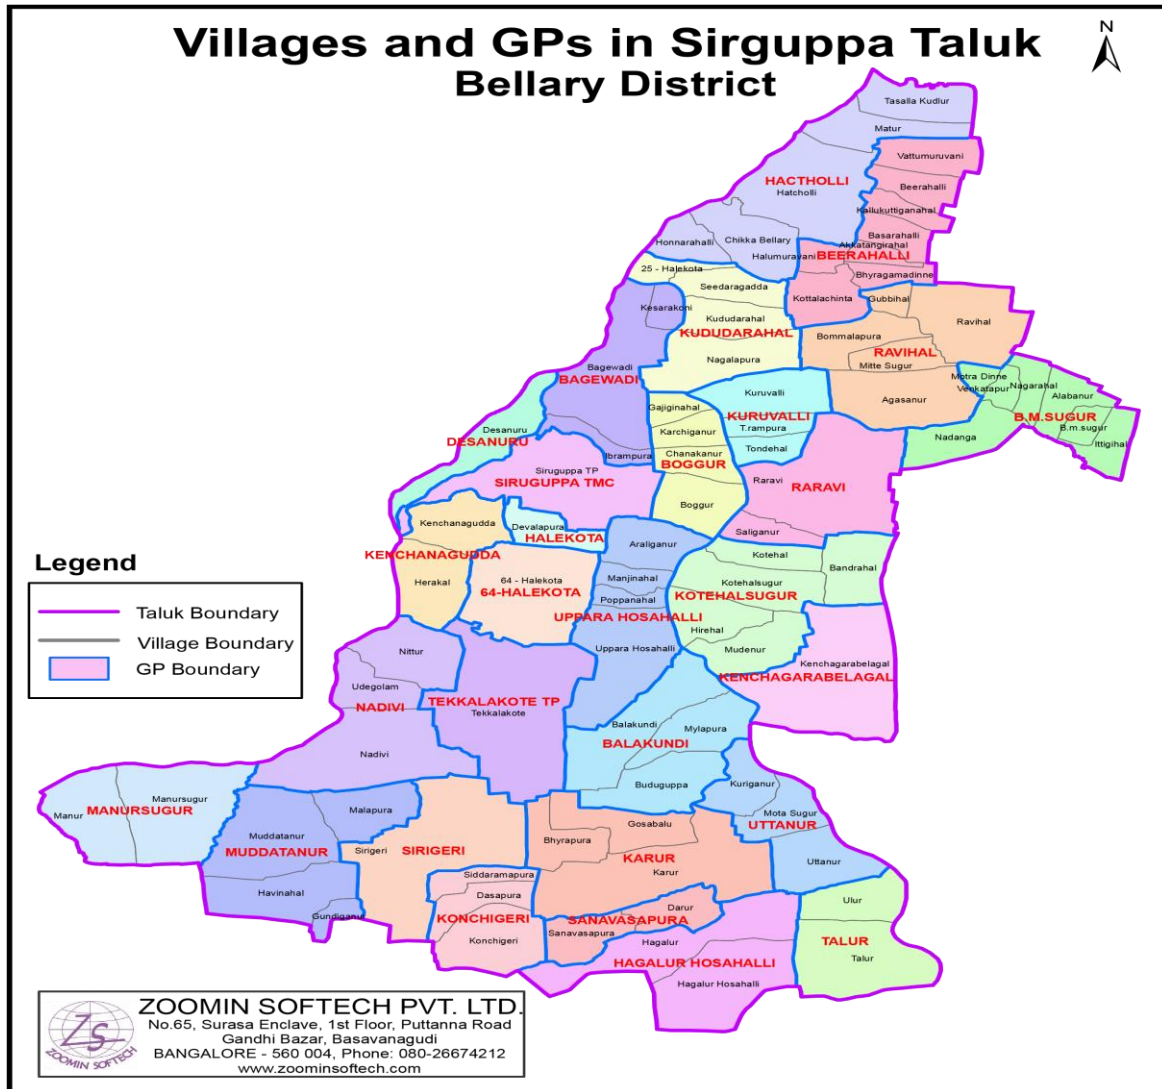 Villages and GPs in Sirguppa Taluk
Bellary District
N
Tasalla Kudlur
Matur
Vattumuruvani
HACTHOLLI
Hatcholli
Beerahalli
Kallukuttiganahal
Basarahalli
Akkatangirahal
Honnarahalli
Chikka Bellary
Halumuravani
BEERAHALLI
25 - Halekota
Bhyragamadinne
Seedaragadda
Kesarakoni
Kottalachinta
Gubbihal
Kududarahal
KUDUDARAHAL
Ravihal
Bommalapura
RAVIHAL
Nagalapura
Mitte Sugur
Bagewadi
BAGEWADI
Motra Dinne
Venkatapur
Nagarahal
Alabanur
Kuruvalli
Agasanur
Gajiginahal
KURUVALLI
B.M.SUGUR
T.rampura
B.m.sugur
Desanuru
DESANURU
Karchiganur
Nadanga
Ittigihal
Ibrampura
Chanakanur
Tondehal
BOGGUR
Siruguppa TP
SIRUGUPPA TMC
Raravi
RARAVI
Boggur
Kenchanagudda
Devalapura
HALEKOTA
Saliganur
Araliganur
KENCHANAGUDDA
Kotehal
Bandrahal
Herakal
64 - Halekota
64-HALEKOTA
Manjinahal
Kotehalsugur
KOTEHALSUGUR
Poppanahal
UPPARA HOSAHALLI
Hirehal
Uppara Hosahalli
Mudenur
Kenchagarabelagal
KENCHAGARABELAGAL
Nittur
Udegolam
NADIVI
TEKKALAKOTE TP
Tekkalakote
Nadivi
Balakundi
Mylapura
BALAKUNDI
Buduguppa
Kuriganur
Manur
Manursugur
MANURSUGUR
Malapura
Mota Sugur
UTTANUR
Gosabalu
Muddatanur
MUDDATANUR
Sirigeri
SIRIGERI
Bhyrapura
KARUR
Karur
Uttanur
Siddaramapura
Havinahal
Dasapura
Gundiganur
KONCHIGERI
Konchigeri
Darur
SANAVASAPURA
Sanavasapura
Ulur
Hagalur
HAGALUR HOSAHALLI
Hagalur Hosahalli
TALUR
Talur
Legend
Taluk Boundary
Village Boundary
GP Boundary
ZS
ZOOMIN SOFTECH
ZOOMIN SOFTECH PVT. LTD.
No.65, Surasa Enclave, 1st Floor, Puttanna Road
Gandhi Bazar, Basavanagudi
BANGALORE - 560 004, Phone: 080-26674212
www.zoominsoftech.com